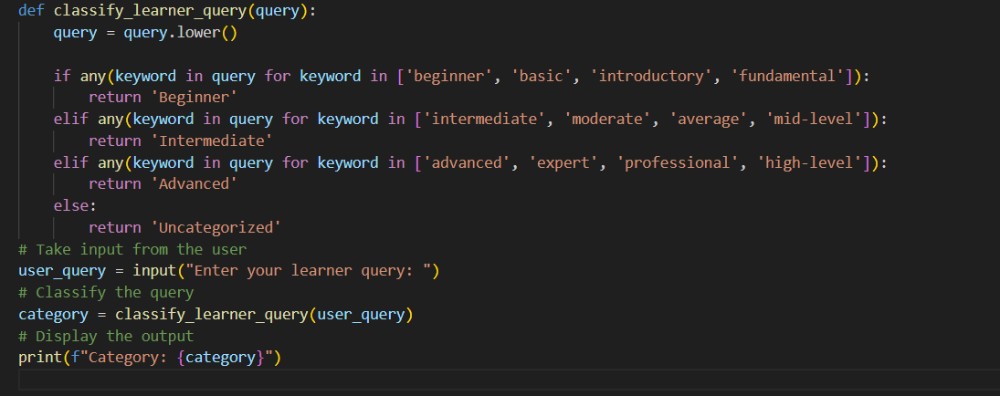 def classify_learner_query(query):
    query = query.lower()

    if any(keyword in query for keyword in ['beginner', 'basic', 'introductory', 'fundamental']):
        return 'Beginner'
    elif any(keyword in query for keyword in ['intermediate', 'moderate', 'average', 'mid-level']):
        return 'Intermediate'
    elif any(keyword in query for keyword in ['advanced', 'expert', 'professional', 'high-level']):
        return 'Advanced'
    else:
        return 'Uncategorized'
# Take input from the user
user_query = input("Enter your learner query: ")
# Classify the query
category = classify_learner_query(user_query)
# Display the output
print(f"Category: {category}")